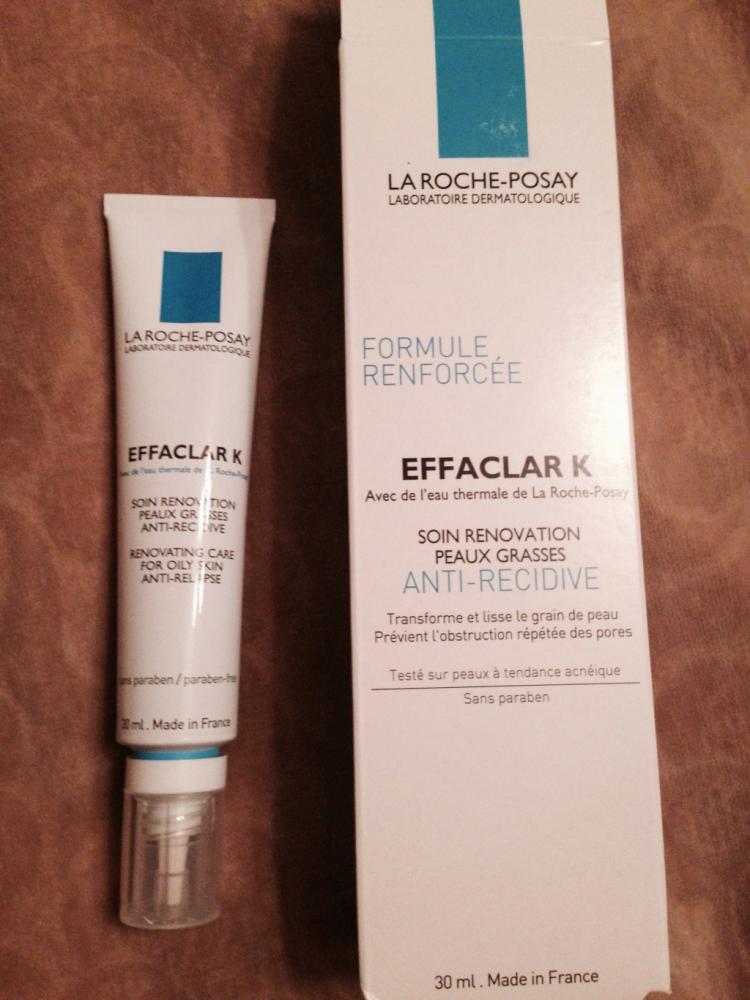 LA ROCHE-POSAY
LABORATOIRE DERMATOLOGIQUE
EFFACLAR K
Avec de l'eau thermale de La Roche-Posay
SOIN RENOVATION
PEAUX GRASSES
ANTI-RECIDIVE
RENOVATING CARE
FOR OILY SKIN
ANTI-RELAPSE
sans paraben / paraben-free
30 ml . Made in France
LA ROCHE-POSAY
LABORATOIRE DERMATOLOGIQUE
FORMULE
RENFORCÉE
EFFACLAR K
Avec de l'eau thermale de La Roche-Posay
SOIN RENOVATION
PEAUX GRASSES
ANTI-RECIDIVE
Transforme et lisse le grain de peau
Prévient l'obstruction répétée des pores
Testé sur peaux à tendance acnéique
Sans paraben
30 ml . Made in France